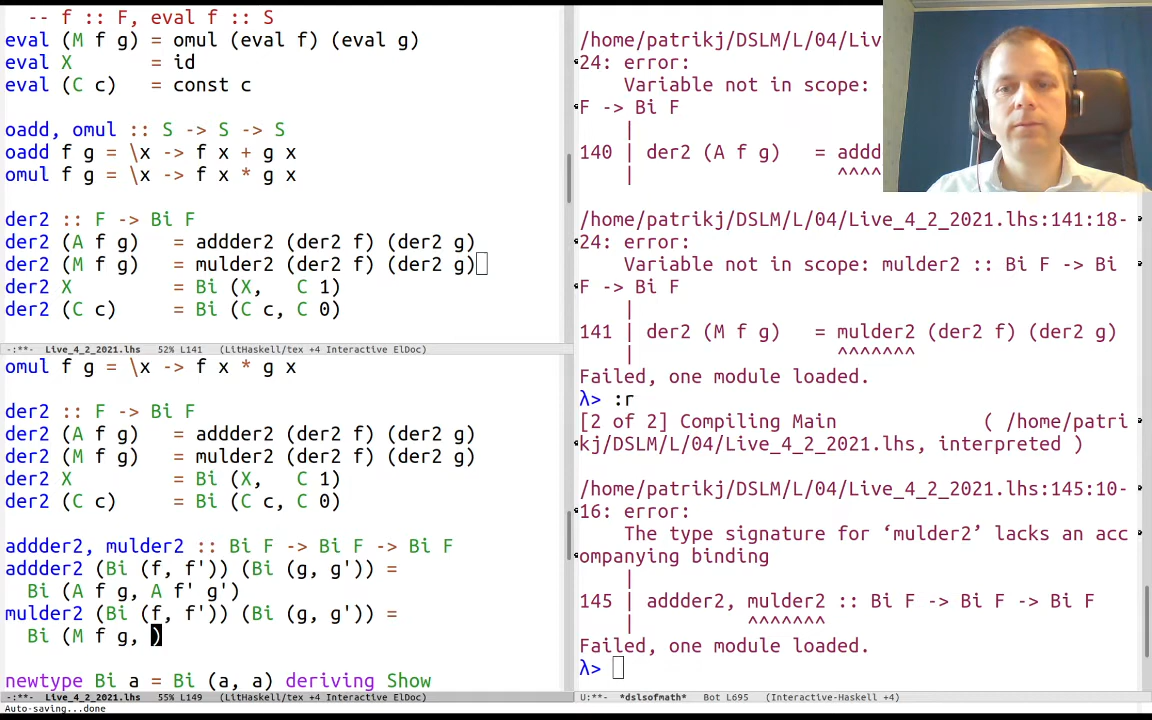 -- f :: F, eval f :: S
eval (M f g) = omul (eval f) (eval g)
eval X       = id
eval (C c)   = const c
oadd, omul :: S -> S -> S
oadd f g = \x -> f x + g x
omul f g = \x -> f x * g x
der2 :: F -> Bi F
der2 (A f g)   = addder2 (der2 f) (der2 g)
der2 (M f g)   = mulder2 (der2 f) (der2 g)
der2 X         = Bi (X,   C 1)
der2 (C c)     = Bi (C c, C 0)
-:**-  Live_4_2_2021.lhs   52% L141   (LitHaskell/tex +4 Interactive ElDoc)
omul f g = \x -> f x * g x
der2 :: F -> Bi F
der2 (A f g)   = addder2 (der2 f) (der2 g)
der2 (M f g)   = mulder2 (der2 f) (der2 g)
der2 X         = Bi (X,   C 1)
der2 (C c)     = Bi (C c, C 0)
addder2, mulder2 :: Bi F -> Bi F -> Bi F
addder2 (Bi (f, f')) (Bi (g, g')) =
  Bi (A f g, A f' g')
mulder2 (Bi (f, f')) (Bi (g, g')) =
  Bi (M f g, )
newtype Bi a = Bi (a, a) deriving Show
-:**-  Live_4_2_2021.lhs   55% L149   (LitHaskell/tex +4 Interactive ElDoc)
Auto-saving...done
/home/patrikj/DSLM/L/04/Live
24: error:
    Variable not in scope:
F -> Bi F
    |
140 | der2 (A f g)   = addd
    |                  ^^^^
/home/patrikj/DSLM/L/04/Live_4_2_2021.lhs:141:18-
24: error:
    Variable not in scope: mulder2 :: Bi F -> Bi
F -> Bi F
    |
141 | der2 (M f g)   = mulder2 (der2 f) (der2 g)
    |                  ^^^^^^^
Failed, one module loaded.
λ> :r
[2 of 2] Compiling Main             ( /home/patri
kj/DSLM/L/04/Live_4_2_2021.lhs, interpreted )
/home/patrikj/DSLM/L/04/Live_4_2_2021.lhs:145:10-
16: error:
    The type signature for ‘mulder2’ lacks an acc
ompanying binding
    |
145 | addder2, mulder2 :: Bi F -> Bi F -> Bi F
    |          ^^^^^^^
Failed, one module loaded.
λ>
U:**-  *dslsofmath*   Bot L695   (Interactive-Haskell +4)